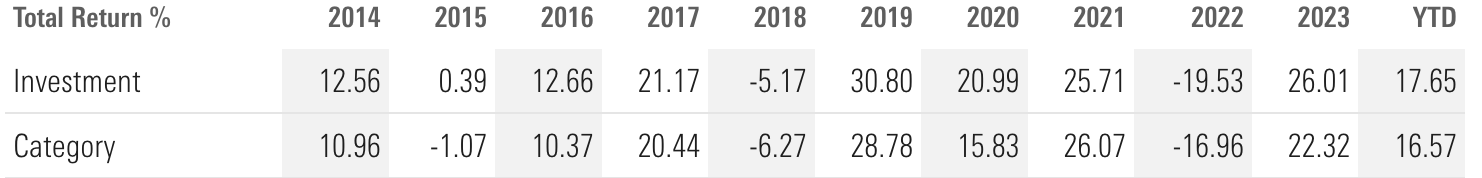 Total Return % 2014 2015 2016 2017 2018 2019 2020 2021 2022 2023 YTD
Investment 12.56 0.39 12.66 21.17 -5.17 30.80 20.99 25.71 -19.53 26.01 17.65
Category 10.96 -1.07 10.37 20.44 -6.27 28.78 15.83 26.07 -16.96 22.32 16.57